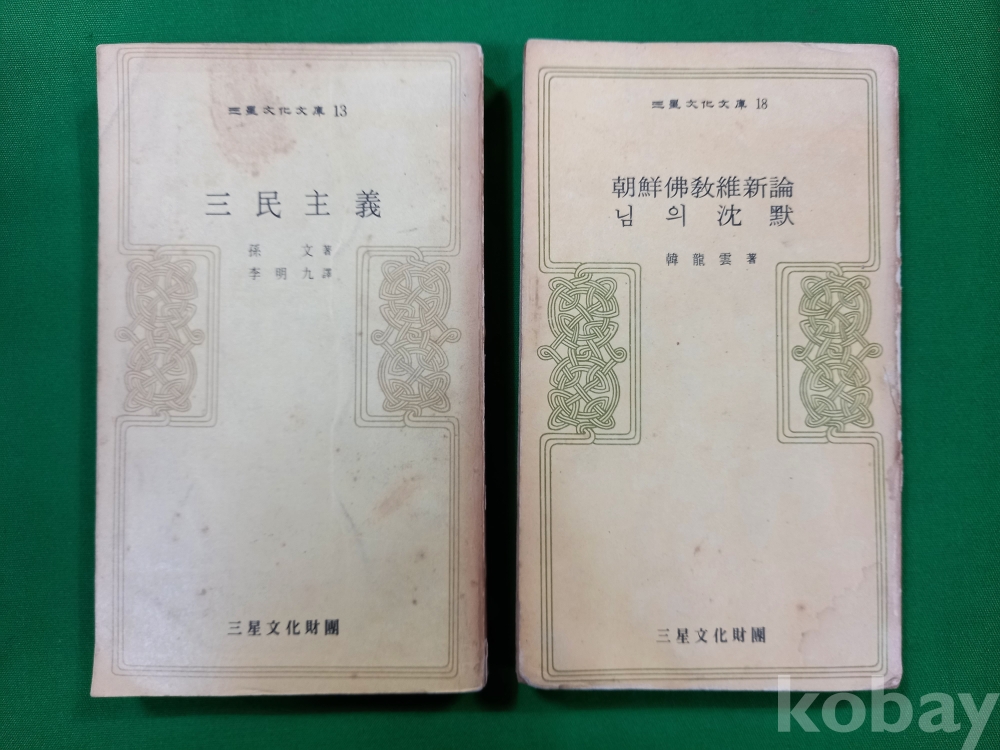 三星文化文庫 13
三民主義
孫文 著
李明九 譯
三星文化財團
三星文化文庫 18
朝鮮佛敎維新論
님의 沈默
韓龍雲 著
三星文化財團
kobay